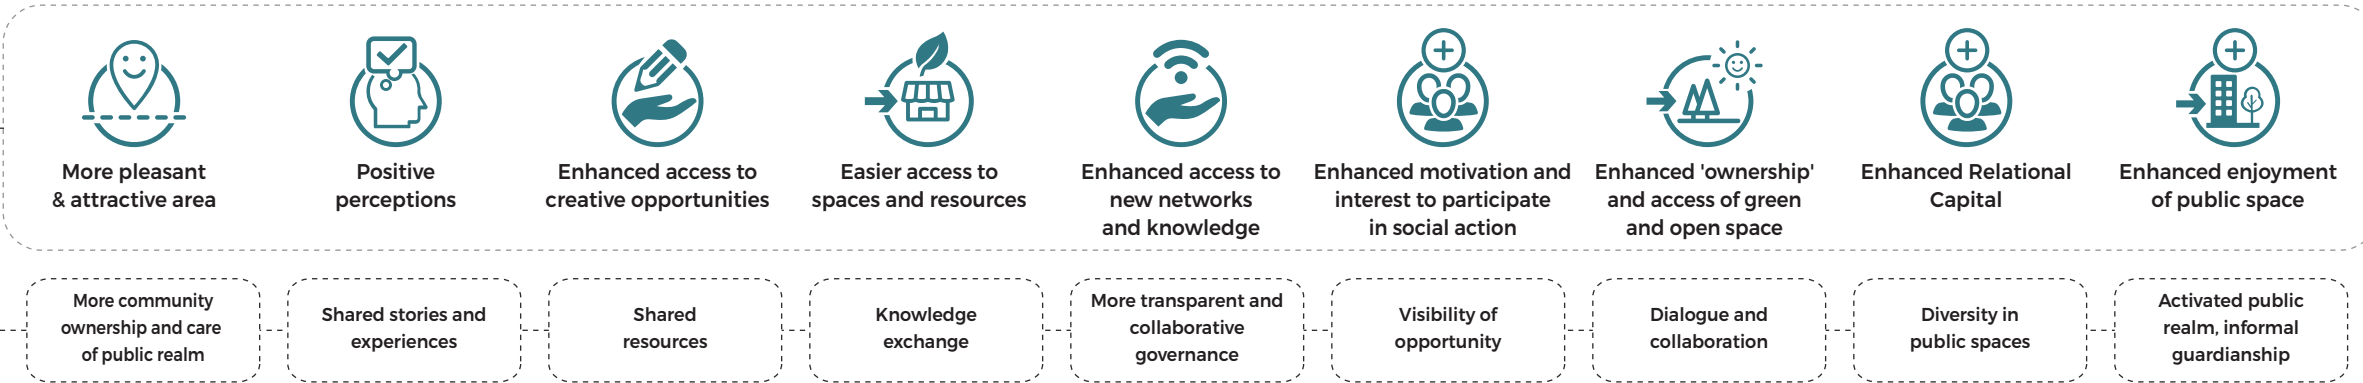 More pleasant
& attractive area
Positive
perceptions
Enhanced access to
creative opportunities
Easier access to
spaces and resources
Enhanced access to
new networks
and knowledge
Enhanced motivation and
interest to participate
in social action
Enhanced 'ownership'
and access of green
and open space
Enhanced Relational
Capital
Enhanced enjoyment
of public space
More community
ownership and care
of public realm
Shared stories and
experiences
Shared
resources
Knowledge
exchange
More transparent and
collaborative
governance
Visibility of
opportunity
Dialogue and
collaboration
Diversity in
public spaces
Activated public
realm, informal
guardianship